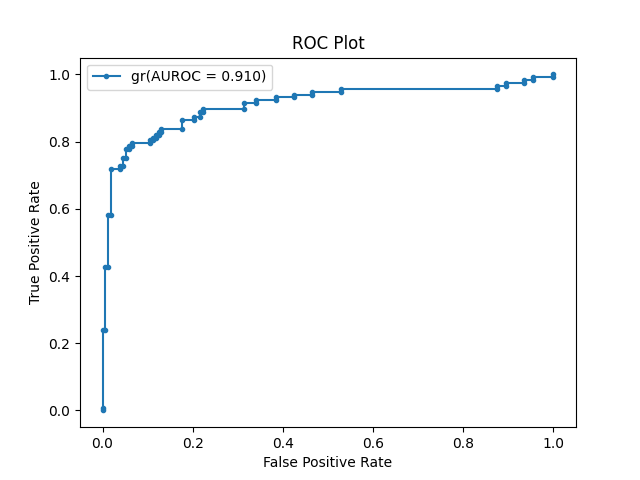 ROC Plot
gr(AUROC = 0.910)
True Positive Rate
1.0
0.8
0.6
0.4
0.2
0.0
0.0 0.2 0.4 0.6 0.8 1.0
False Positive Rate